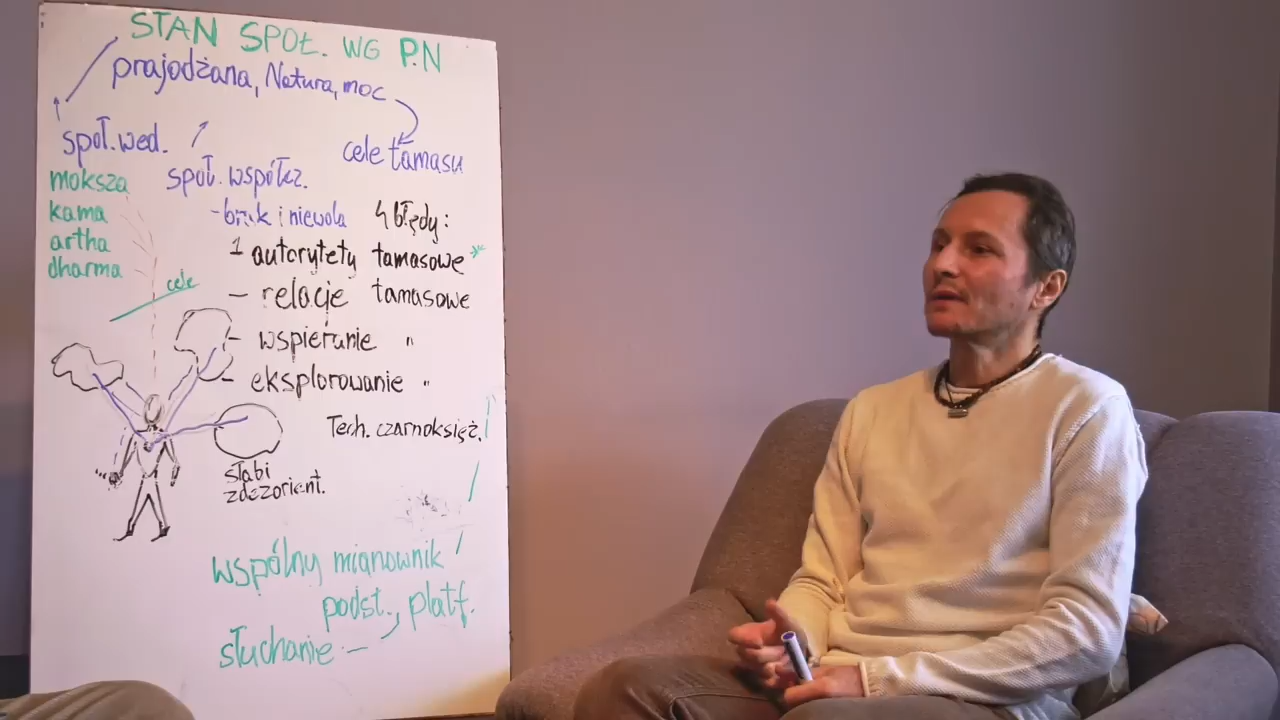 STAN SPOŁ. WG P.N
prajodżana, Natura, moc
społ. wed.
cele tamasu
moksza
kama
artha
dharma
społ. współcz.
- brak i niewola
4 błędy:
1 autorytety tamasowe *
- relacje tamasowe
- wspieranie "
- eksplorowanie "
cele
Tech. czarnoksięż.
słabi
zdezorient.
wspólny mianownik
podst., platf.
słuchanie -